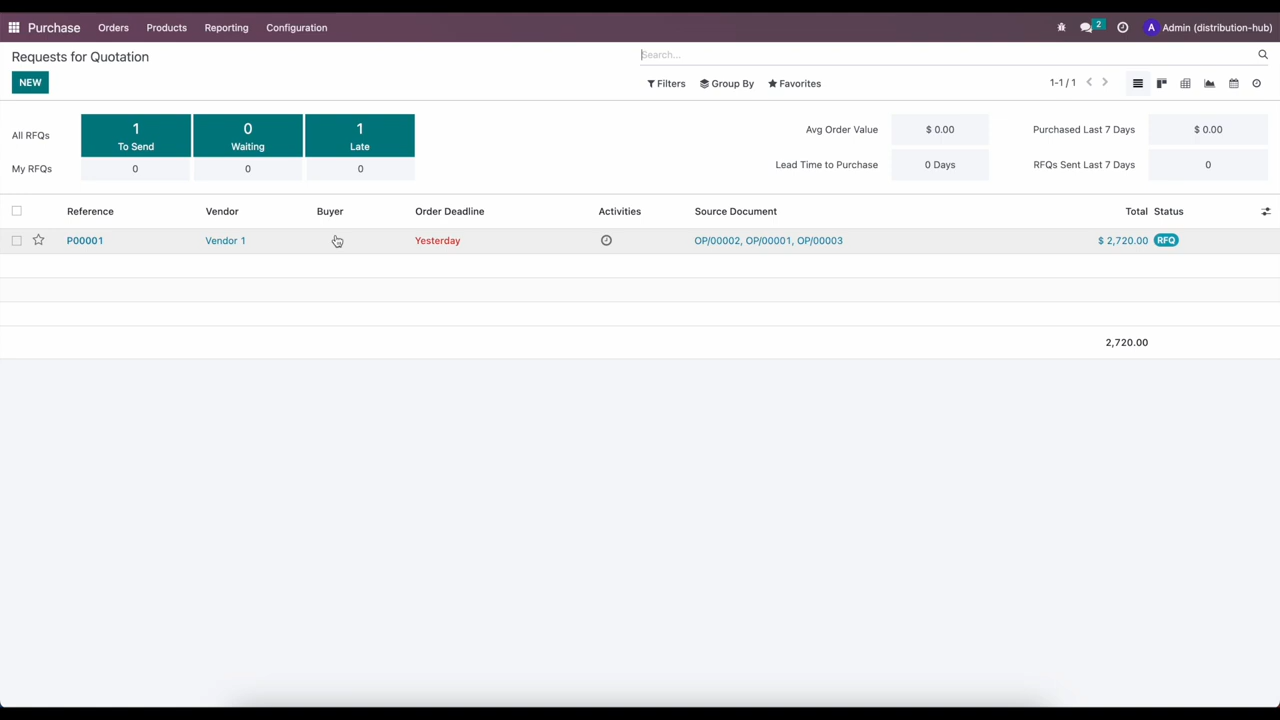 Purchase Orders Products Reporting Configuration 2 A Admin (distribution-hub)
Requests for Quotation Search...
NEW Filters Group By Favorites 1-1 / 1
All RFQs 1 To Send 0 Waiting 1 Late
My RFQs 0 0 0
Avg Order Value $ 0.00 Purchased Last 7 Days $ 0.00
Lead Time to Purchase 0 Days RFQs Sent Last 7 Days 0
Reference Vendor Buyer Order Deadline Activities Source Document Total Status
P00001 Vendor 1 Yesterday OP/00002, OP/00001, OP/00003 $ 2,720.00 RFQ
2,720.00